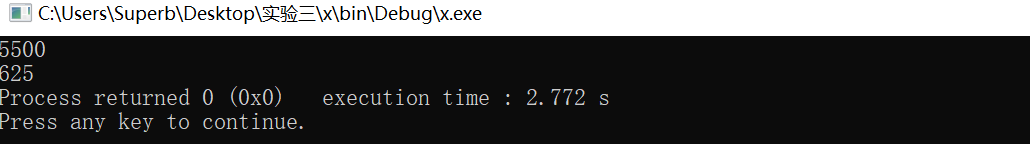 C:\Users\Superb\Desktop\实验三\x\bin\Debug\x.exe
5500
625
Process returned 0 (0x0)   execution time : 2.772 s
Press any key to continue.